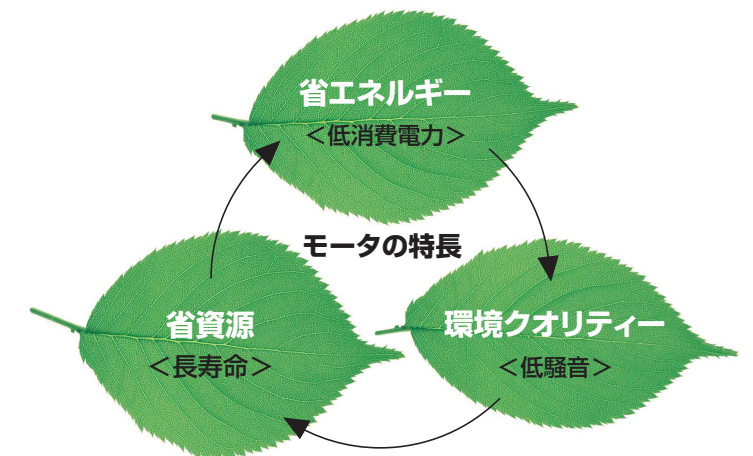 省エネルギー
＜低消費電力＞
モータの特長
省資源
＜長寿命＞
環境クオリティー
＜低騒音＞